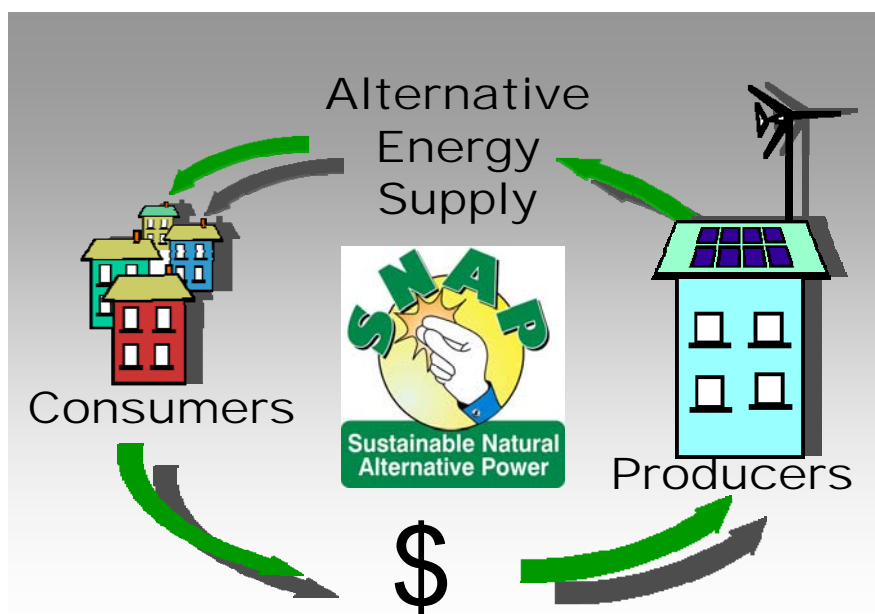 Alternative
Energy
Supply
SNAP
Sustainable Natural
Alternative Power
Consumers
Producers
$